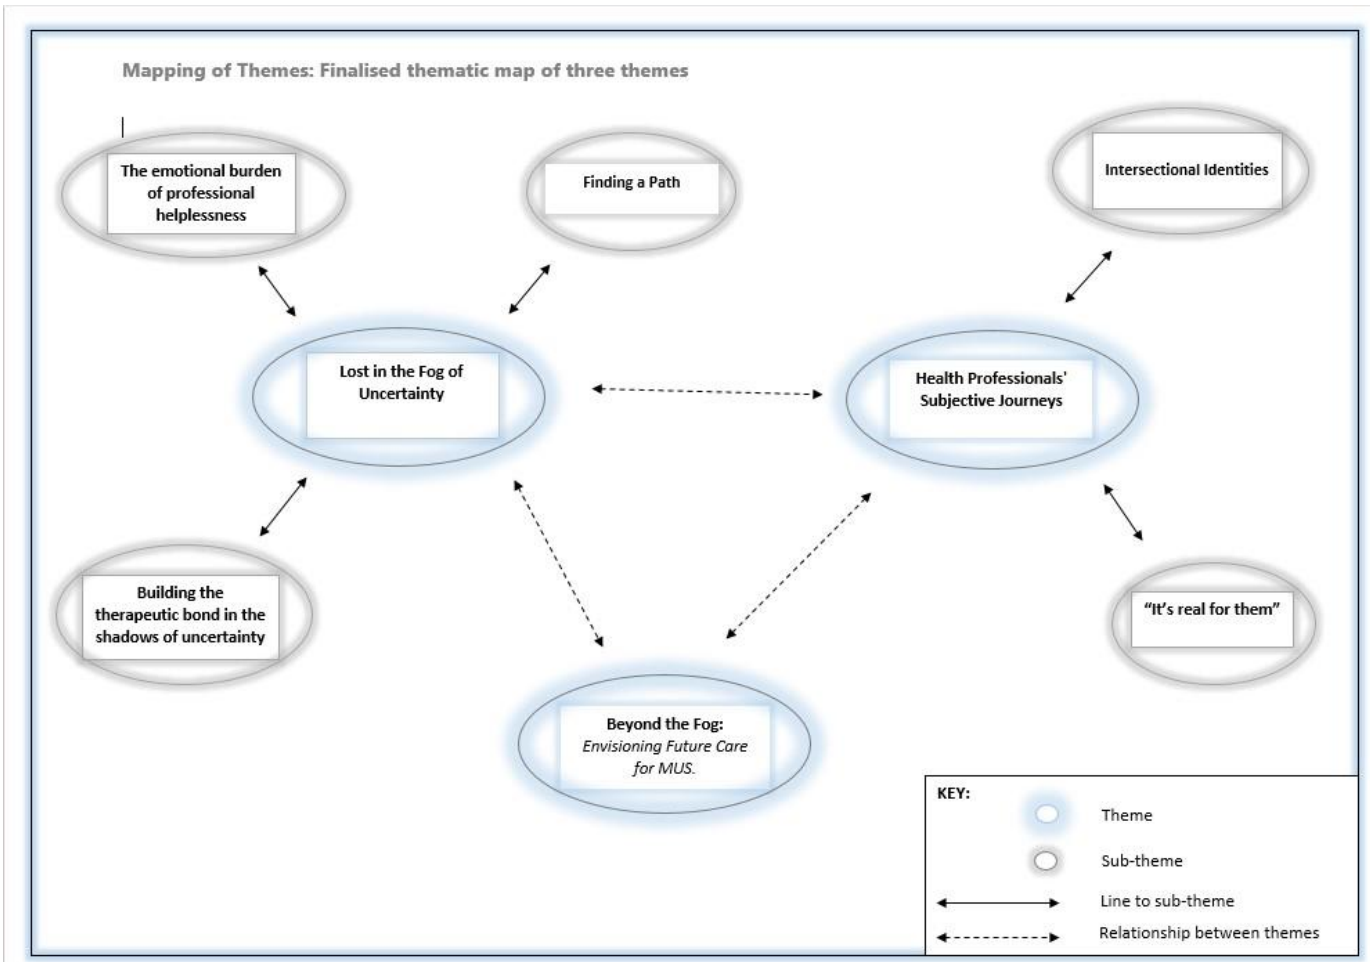 Mapping of Themes: Finalised thematic map of three themes
The emotional burden
of professional
helplessness
Finding a Path
Intersectional Identities
Lost in the Fog of
Uncertainty
Health Professionals'
Subjective Journeys
Building the
therapeutic bond in the
shadows of uncertainty
“It’s real for them”
Beyond the Fog:
Envisioning Future Care
for MUS.
KEY:
Theme
Sub-theme
Line to sub-theme
Relationship between themes